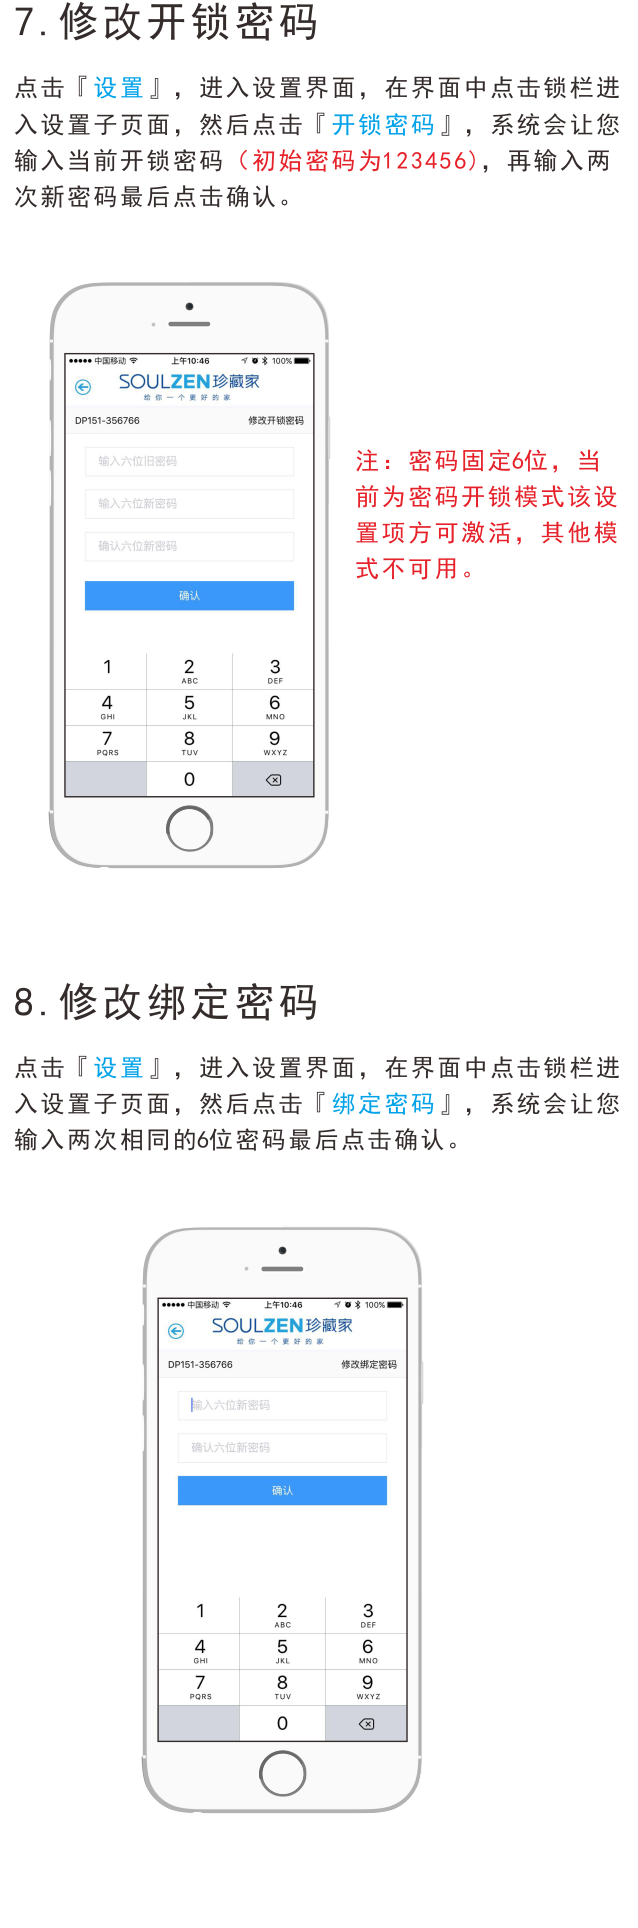 7.修改开锁密码
点击『设置』，进入设置界面，在界面中点击锁栏进
入设置子页面，然后点击『开锁密码』，系统会让您
输入当前开锁密码（初始密码为123456），再输入两
次新密码最后点击确认。
中国移动 上午10:46 100%
SOULZEN珍藏家
给你一个更好的家
DP151-356766 修改开锁密码
输入六位旧密码
输入六位新密码
确认六位新密码
确认
1 2 3
ABC DEF
4 5 6
GHI JKL MNO
7 8 9
PQRS TUV WXYZ
0
注：密码固定6位，当
前为密码开锁模式该设
置项方可激活，其他模
式不可用。
8.修改绑定密码
点击『设置』，进入设置界面，在界面中点击锁栏进
入设置子页面，然后点击『绑定密码』，系统会让您
输入两次相同的6位密码最后点击确认。
中国移动 上午10:46 100%
SOULZEN珍藏家
给你一个更好的家
DP151-356766 修改绑定密码
输入六位新密码
确认六位新密码
确认
1 2 3
ABC DEF
4 5 6
GHI JKL MNO
7 8 9
PQRS TUV WXYZ
0